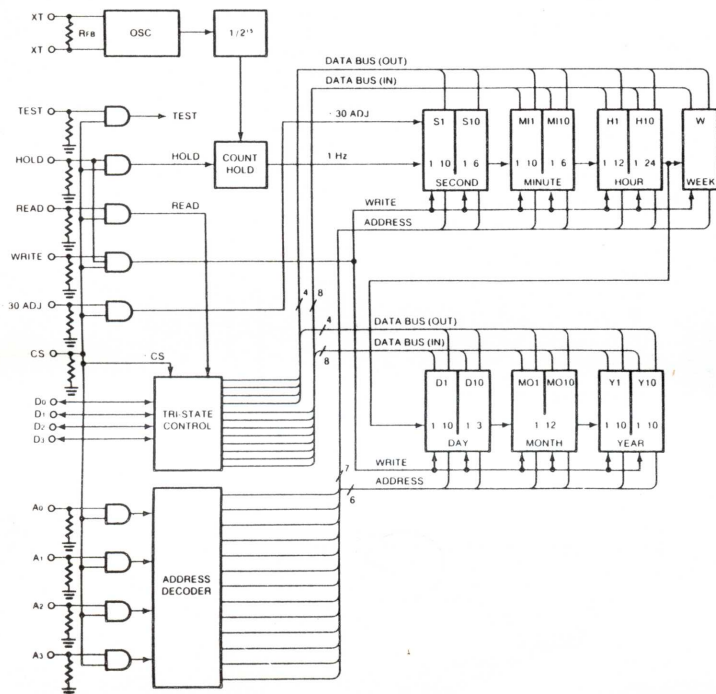 XT
RFB
OSC
1/2¹⁵
XT
DATA BUS (OUT)
DATA BUS (IN)
TEST
TEST
30 ADJ
S1 S10
MI1 MI10
H1 H10
W
HOLD
HOLD
COUNT HOLD
1 Hz
1 10 1 6
1 10 1 6
1 12 1 24
SECOND
MINUTE
HOUR
WEEK
READ
READ
WRITE
ADDRESS
WRITE
30 ADJ
4
8
4
DATA BUS (OUT)
CS
CS
DATA BUS (IN)
8
D0
D1
D2
D3
TRI-STATE CONTROL
D1 D10
MO1 MO10
Y1 Y10
1 10 1 3
1 12
1 10 1 10
DAY
MONTH
YEAR
WRITE
7
ADDRESS
6
A0
A1
A2
A3
ADDRESS DECODER